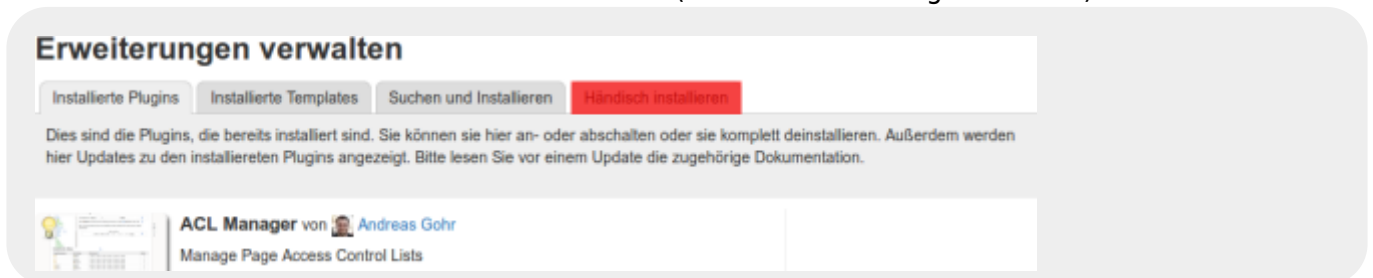 Erweiterungen verwalten
Installierte Plugins Installierte Templates Suchen und Installieren Händisch installieren
Dies sind die Plugins, die bereits installiert sind. Sie können sie hier an- oder abschalten oder sie komplett deinstallieren. Außerdem werden
hier Updates zu den installiereten Plugins angezeigt. Bitte lesen Sie vor einem Update die zugehörige Dokumentation.
ACL Manager von Andreas Gohr
Manage Page Access Control Lists